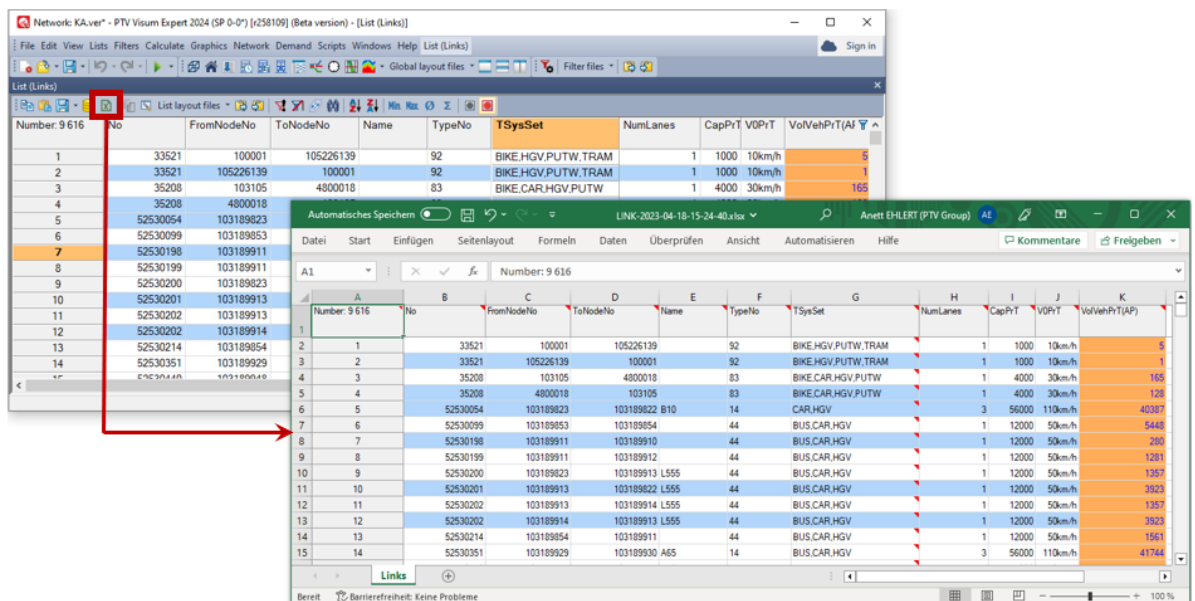 Network: KA.ver* - PTV Visum Expert 2024 (SP 0-0*) [r258109] (Beta version) - [List (Links)]
File Edit View Lists Filters Calculate Graphics Network Demand Scripts Windows Help List (Links) Sign in
Global layout files Filter files
List (Links)
List layout files Min. Max. Ø Σ
Number: 9 616 No FromNodeNo ToNodeNo Name TypeNo TSysSet NumLanes CapPrT V0PrT VolVehPrT(AP
1 33521 100001 105226139 92 BIKE,HGV,PUTW,TRAM 1 1000 10km/h 5
2 33521 105226139 100001 92 BIKE,HGV,PUTW,TRAM 1 1000 10km/h 1
3 35208 103105 4800018 83 BIKE,CAR,HGV,PUTW 1 4000 30km/h 165
4 35208 4800018
5 52530054 103189823
6 52530099 103189853
7 52530198 103189911
8 52530199 103189911
9 52530200 103189823
10 52530201 103189913
11 52530202 103189913
12 52530202 103189914
13 52530214 103189854
14 52530351 103189929
Automatisches Speichern LINK-2023-04-18-15-24-40.xlsx Anett EHLERT (PTV Group) AE
Datei Start Einfügen Seitenlayout Formeln Daten Überprüfen Ansicht Automatisieren Hilfe Kommentare Freigeben
A1 fx Number: 9 616
A B C D E F G H I J K
1 Number: 9 616 No FromNodeNo ToNodeNo Name TypeNo TSysSet NumLanes CapPrT V0PrT VolVehPrT(AP)
2 1 33521 100001 105226139 92 BIKE,HGV,PUTW,TRAM 1 1000 10km/h 5
3 2 33521 105226139 100001 92 BIKE,HGV,PUTW,TRAM 1 1000 10km/h 1
4 3 35208 103105 4800018 83 BIKE,CAR,HGV,PUTW 1 4000 30km/h 165
5 4 35208 4800018 103105 83 BIKE,CAR,HGV,PUTW 1 4000 30km/h 128
6 5 52530054 103189823 103189822 B10 14 CAR,HGV 3 56000 110km/h 40387
7 6 52530099 103189853 103189854 44 BUS,CAR,HGV 1 12000 50km/h 5448
8 7 52530198 103189911 103189910 44 BUS,CAR,HGV 1 12000 50km/h 280
9 8 52530199 103189911 103189912 44 BUS,CAR,HGV 1 12000 50km/h 1281
10 9 52530200 103189823 103189913 L555 44 BUS,CAR,HGV 1 12000 50km/h 1357
11 10 52530201 103189913 103189822 L555 44 BUS,CAR,HGV 1 12000 50km/h 3923
12 11 52530202 103189913 103189914 L555 44 BUS,CAR,HGV 1 12000 50km/h 1357
13 12 52530202 103189914 103189913 L555 44 BUS,CAR,HGV 1 12000 50km/h 3923
14 13 52530214 103189854 103189911 44 BUS,CAR,HGV 1 12000 50km/h 1561
15 14 52530351 103189929 103189930 A65 14 BUS,CAR,HGV 3 56000 110km/h 41744
Links
Bereit Barrierefreiheit: Keine Probleme 100 %